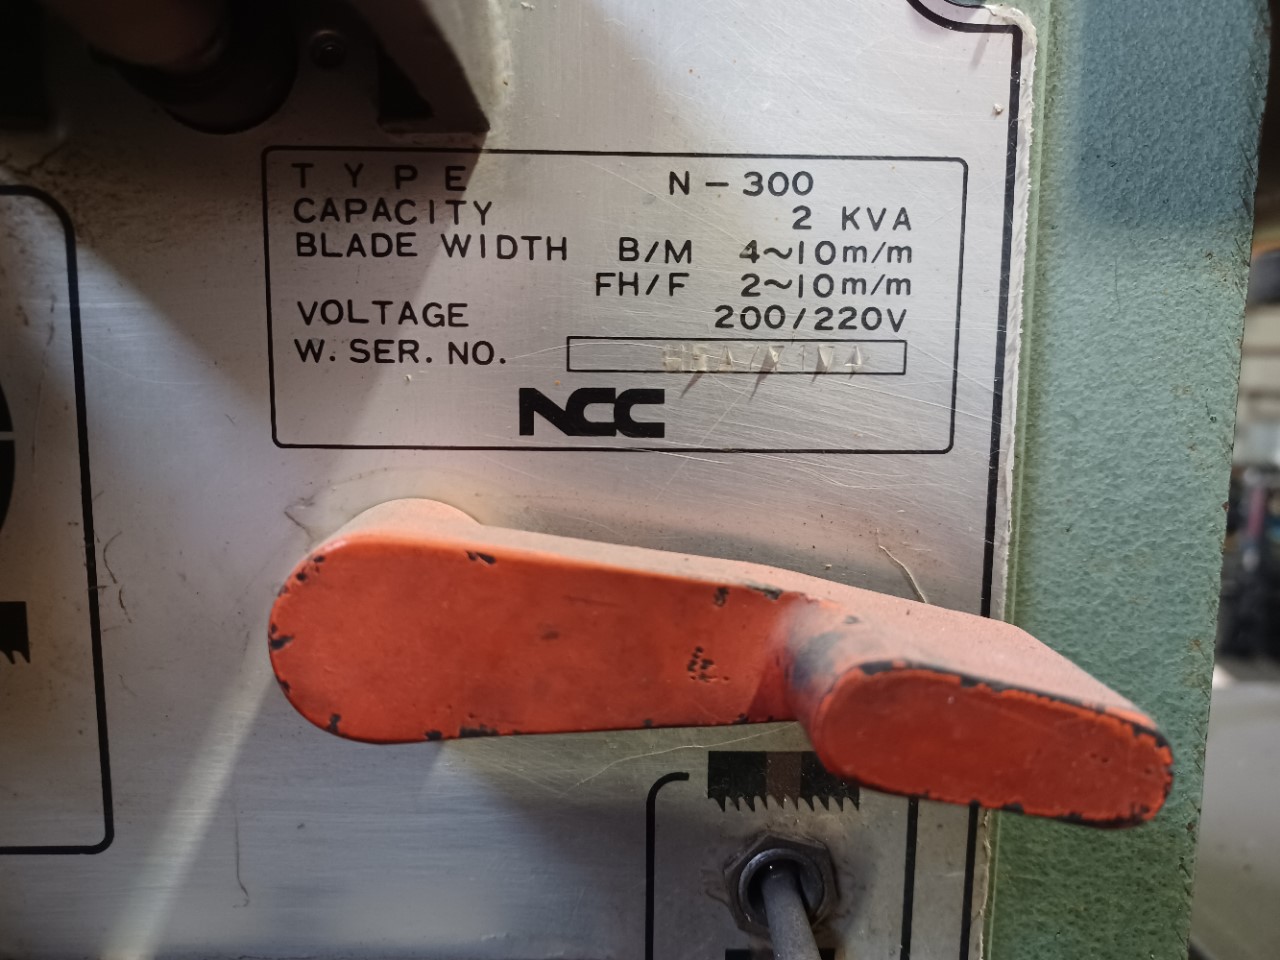 TYPE N-300
CAPACITY 2 KVA
BLADE WIDTH B/M 4~10m/m
FH/F 2~10m/m
VOLTAGE 200/220V
W. SER. NO.
NCC